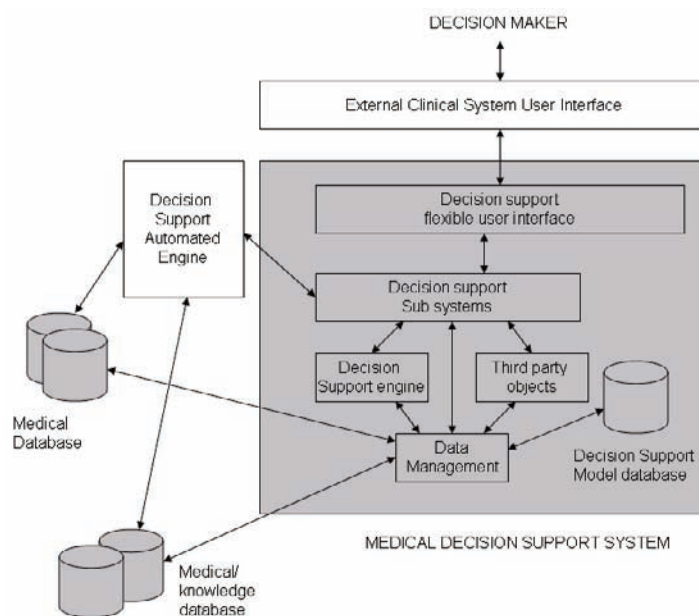 DECISION MAKER
External Clinical System User Interface
Decision
Support
Automated
Engine
Decision support
flexible user interface
Decision support
Sub systems
Decision
Support engine
Third party
objects
Medical
Database
Data
Management
Decision Support
Model database
MEDICAL DECISION SUPPORT SYSTEM
Medical/
knowledge
database